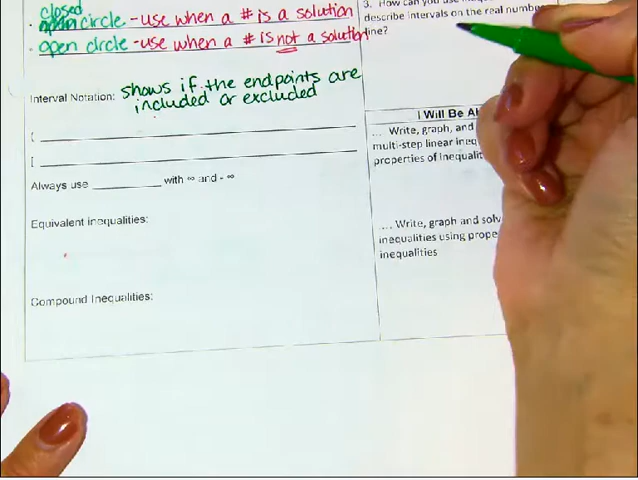 closed
· open circle - use when a # is a solution
· open circle - use when a # is not a solution
Interval Notation: shows if the endpoints are
included or excluded
(
[
Always use __________ with ∞ and - ∞
Equivalent inequalities:
Compound Inequalities:
3. How can you use
describe intervals on the real number
line?
I Will Be
... Write, graph, and
multi-step linear
properties of
... Write, graph and solv
inequalities using prope
inequalities